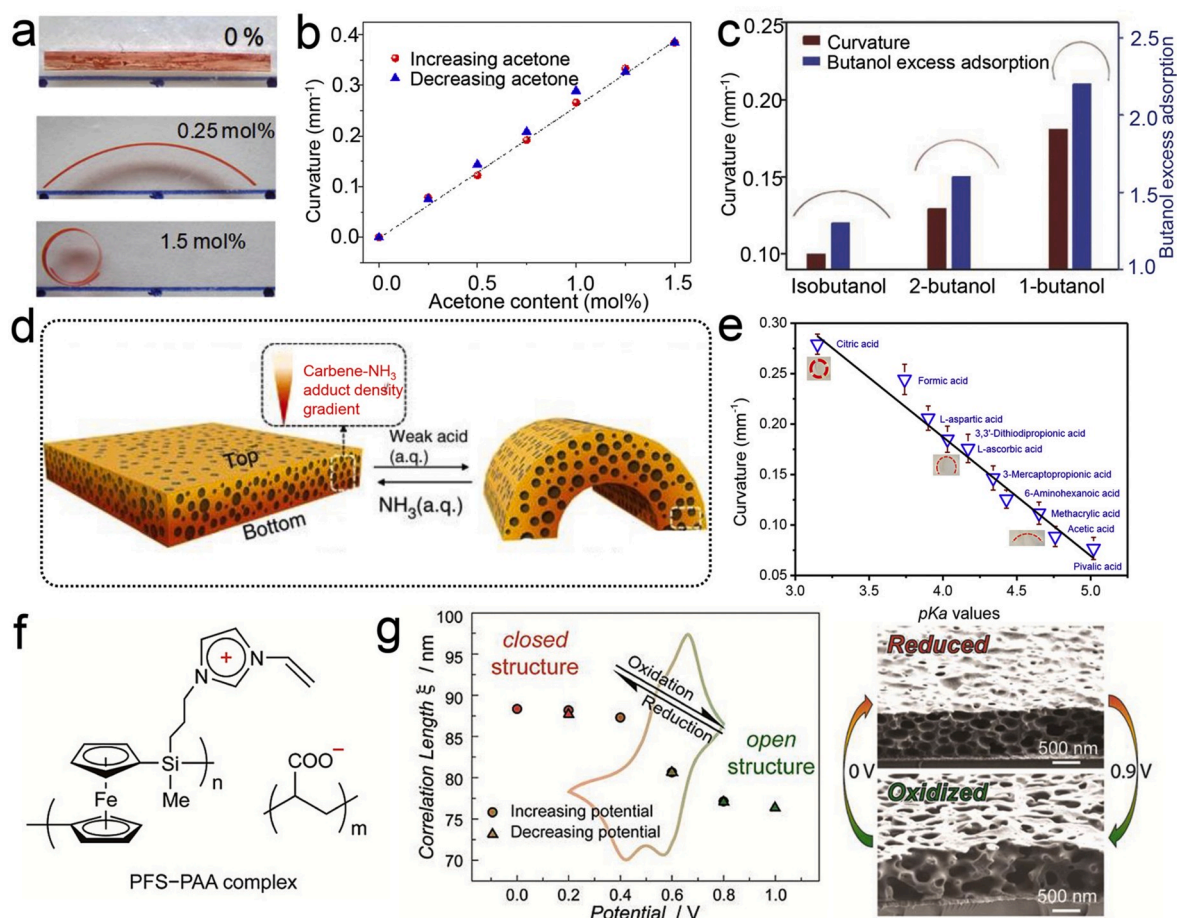 a
0 %
0.25 mol%
1.5 mol%
b
Curvature (mm⁻¹)
0.4
0.3
0.2
0.1
0.0
Increasing acetone
Decreasing acetone
0.0 0.5 1.0 1.5
Acetone content (mol%)
c
Curvature (mm⁻¹)
0.25
0.20
0.15
0.10
Curvature
Butanol excess adsorption
2.5
2.0
1.5
1.0
Butanol excess adsorption
Isobutanol 2-butanol 1-butanol
d
Carbene-NH₃
adduct density
gradient
Top
Bottom
Weak acid
(a.q.)
NH₃(a.q.)
e
Curvature (mm⁻¹)
0.30
0.25
0.20
0.15
0.10
0.05
Citric acid
Formic acid
L-aspartic acid
3,3'-Dithiodipropionic acid
L-ascorbic acid
3-Mercaptopropionic acid
6-Aminohexanoic acid
Methacrylic acid
Acetic acid
Pivalic acid
3.0 3.5 4.0 4.5 5.0
pKa values
f
+
N N
Si
n
Me
Fe
COO⁻
m
PFS−PAA complex
g
Correlation Length ξ / nm
100
95
90
85
80
75
70
closed
structure
Oxidation
Reduction
open
structure
Increasing potential
Decreasing potential
0.0 0.2 0.4 0.6 0.8 1.0
Potential / V
Reduced
500 nm
0 V
0.9 V
Oxidized
500 nm